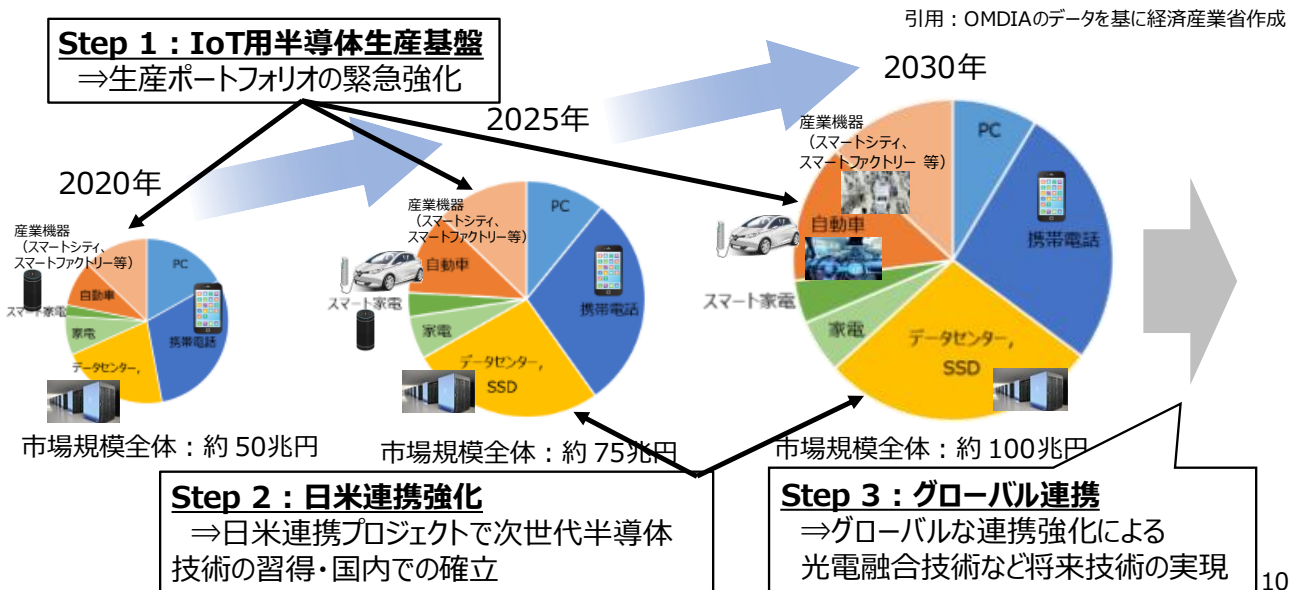 引用：OMDIAのデータを基に経済産業省作成
Step 1：IoT用半導体生産基盤
⇒生産ポートフォリオの緊急強化
2020年
2025年
2030年
産業機器
（スマートシティ、
スマートファクトリー等）
PC
自動車
スマート家電
家電
携帯電話
データセンター,
産業機器
（スマートシティ、
スマートファクトリー等）
PC
自動車
スマート家電
家電
携帯電話
データセンター,
SSD
産業機器
（スマートシティ、
スマートファクトリー 等）
PC
自動車
携帯電話
スマート家電
家電
データセンター,
SSD
市場規模全体：約 50兆円
市場規模全体：約 75兆円
市場規模全体：約 100兆円
Step 2：日米連携強化
⇒日米連携プロジェクトで次世代半導体
技術の習得・国内での確立
Step 3：グローバル連携
⇒グローバルな連携強化による
光電融合技術など将来技術の実現
10